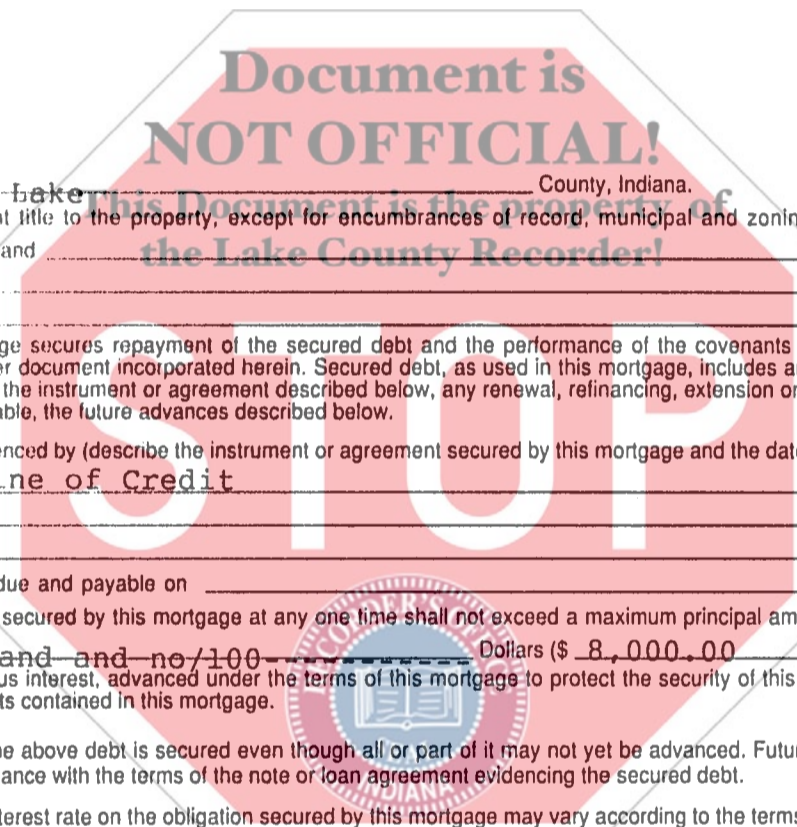 Document is
NOT OFFICIAL!
Lake County, Indiana.
This Document is the property of
title to the property, except for encumbrances of record, municipal and zoning
and
the Lake County Recorder!
STOP
ge secures repayment of the secured debt and the performance of the covenants
er document incorporated herein. Secured debt, as used in this mortgage, includes a
the instrument or agreement described below, any renewal, refinancing, extension or
able, the future advances described below.
enced by (describe the instrument or agreement secured by this mortgage and the date
ine of Credit
due and payable on
secured by this mortgage at any one time shall not exceed a maximum principal am
and and no/100----------- Dollars ($ 8,000.00
us interest, advanced under the terms of this mortgage to protect the security of this
ts contained in this mortgage.
RECORDER'S OFFICE
he above debt is secured even though all or part of it may not yet be advanced. Futur
ance with the terms of the note or loan agreement evidencing the secured debt.
INDIANA
terest rate on the obligation secured by this mortgage may vary according to the terms